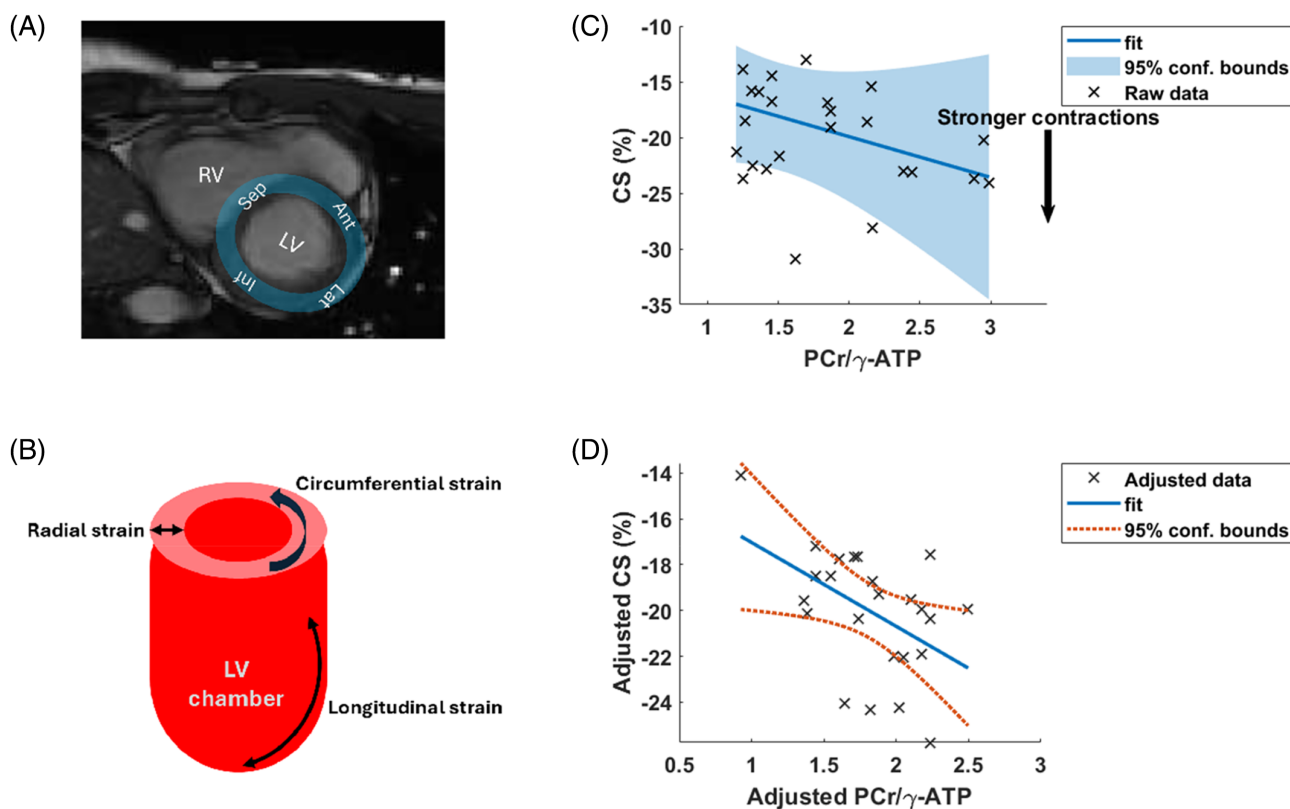 (A)
RV
Sep
Ant
LV
Inf
Lat
(B)
Circumferential strain
Radial strain
LV
chamber
Longitudinal strain
(C)
-10
-15
-20
-25
-30
-35
CS (%)
1
1.5
2
2.5
3
PCr/γ-ATP
fit
95% conf. bounds
Raw data
Stronger contractions
(D)
-14
-16
-18
-20
-22
-24
Adjusted CS (%)
0.5
1
1.5
2
2.5
3
Adjusted PCr/γ-ATP
Adjusted data
fit
95% conf. bounds